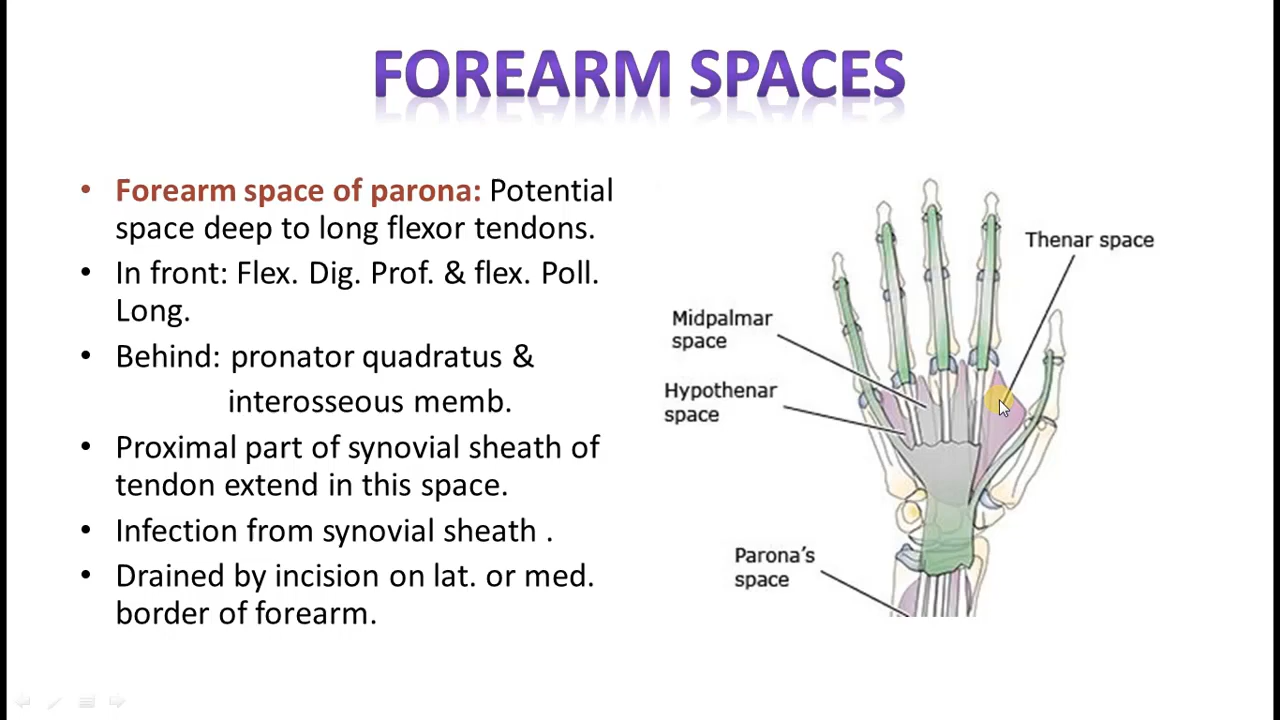 FOREARM SPACES
• Forearm space of parona: Potential
space deep to long flexor tendons.
• In front: Flex. Dig. Prof. & flex. Poll.
Long.
• Behind: pronator quadratus &
interosseous memb.
• Proximal part of synovial sheath of
tendon extend in this space.
• Infection from synovial sheath .
• Drained by incision on lat. or med.
border of forearm.
Thenar space
Midpalmar
space
Hypothenar
space
Parona’s
space